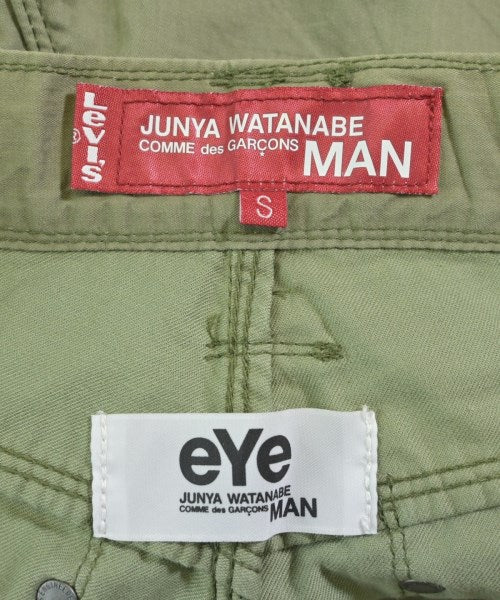 Levi's
®
JUNYA WATANABE
COMME des GARÇONS MAN
S
eYe
JUNYA WATANABE
COMME des GARÇONS MAN